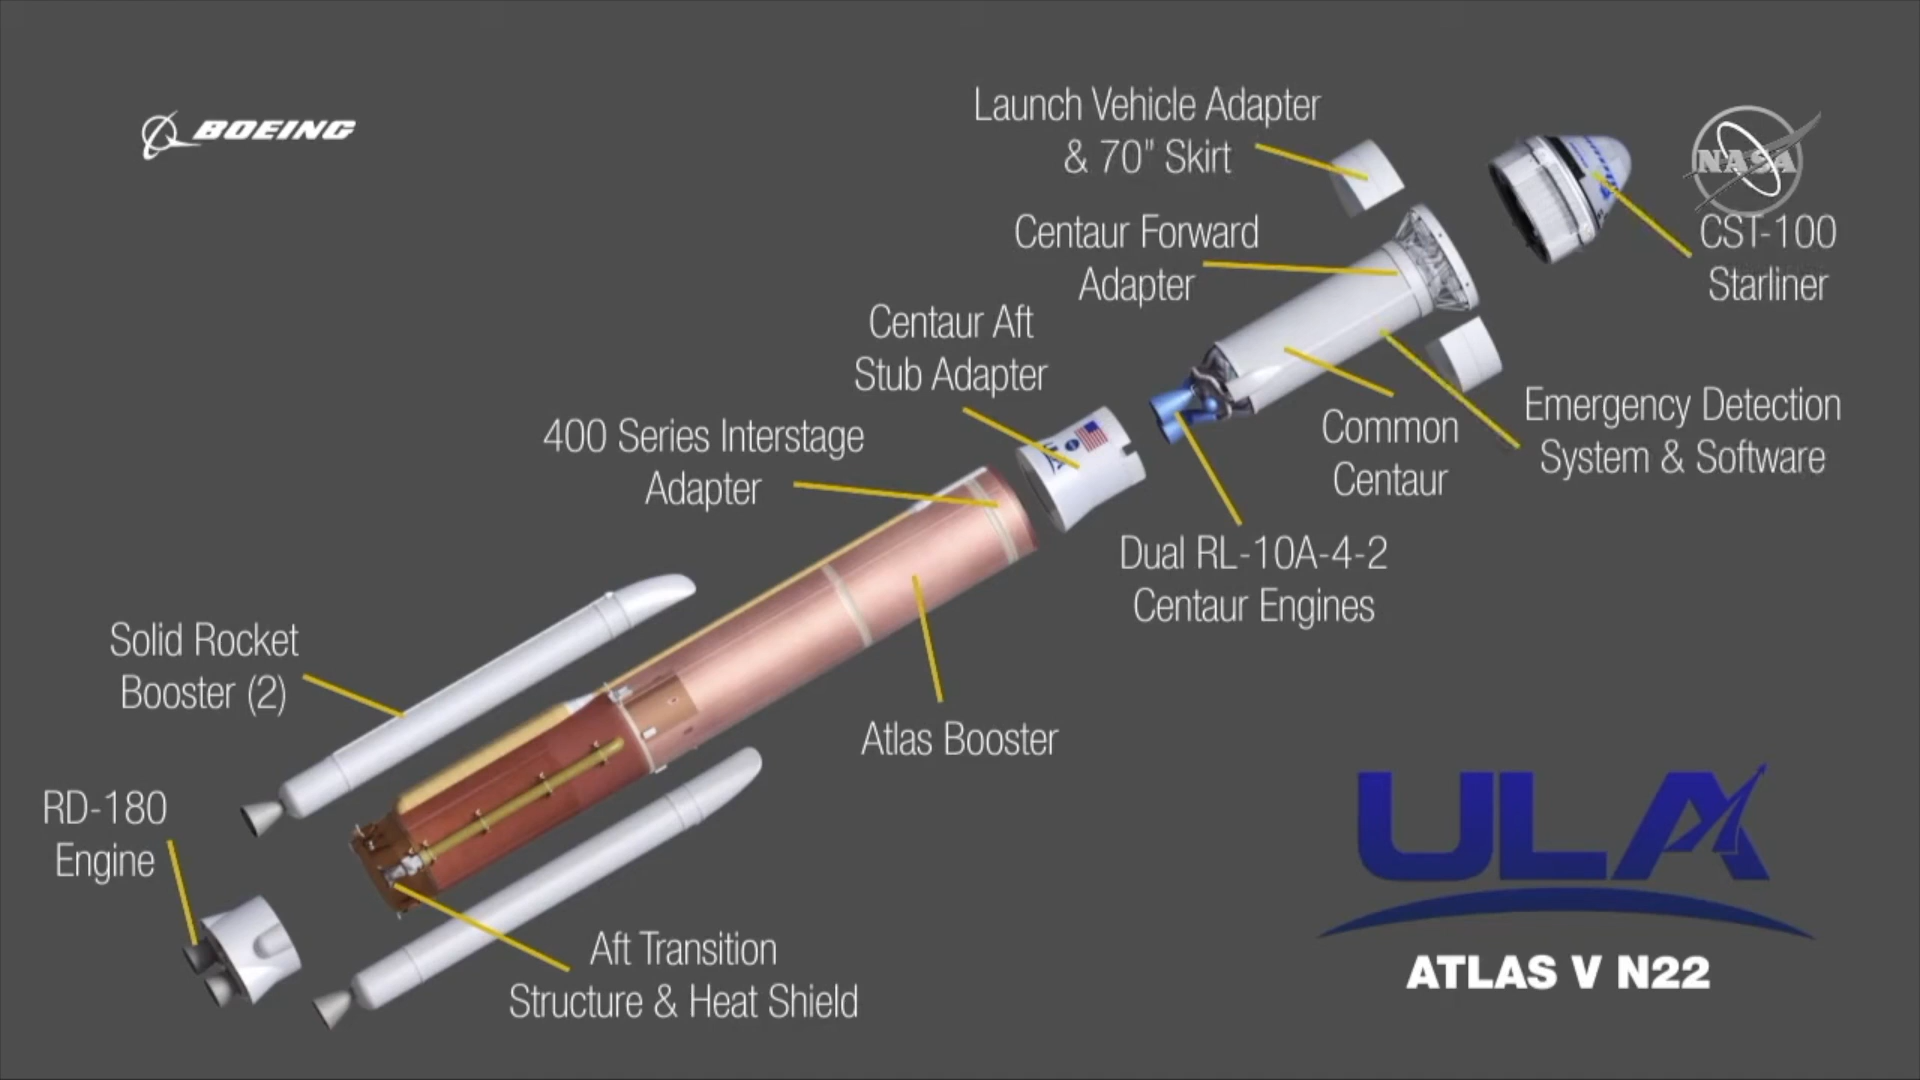 BOEING
Launch Vehicle Adapter
& 70" Skirt
NASA
CST-100
Starliner
Centaur Forward
Adapter
Centaur Aft
Stub Adapter
Emergency Detection
System & Software
Common
Centaur
400 Series Interstage
Adapter
Dual RL-10A-4-2
Centaur Engines
Solid Rocket
Booster (2)
Atlas Booster
RD-180
Engine
Aft Transition
Structure & Heat Shield
ULA
ATLAS V N22